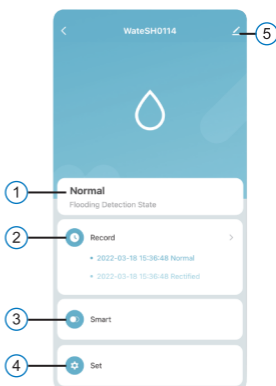 WateSH0114
5
1
Normal
Flooding Detection State
2
Record
• 2022-03-18 15:36:48 Normal
• 2022-03-18 15:36:48 Rectified
3
Smart
4
Set